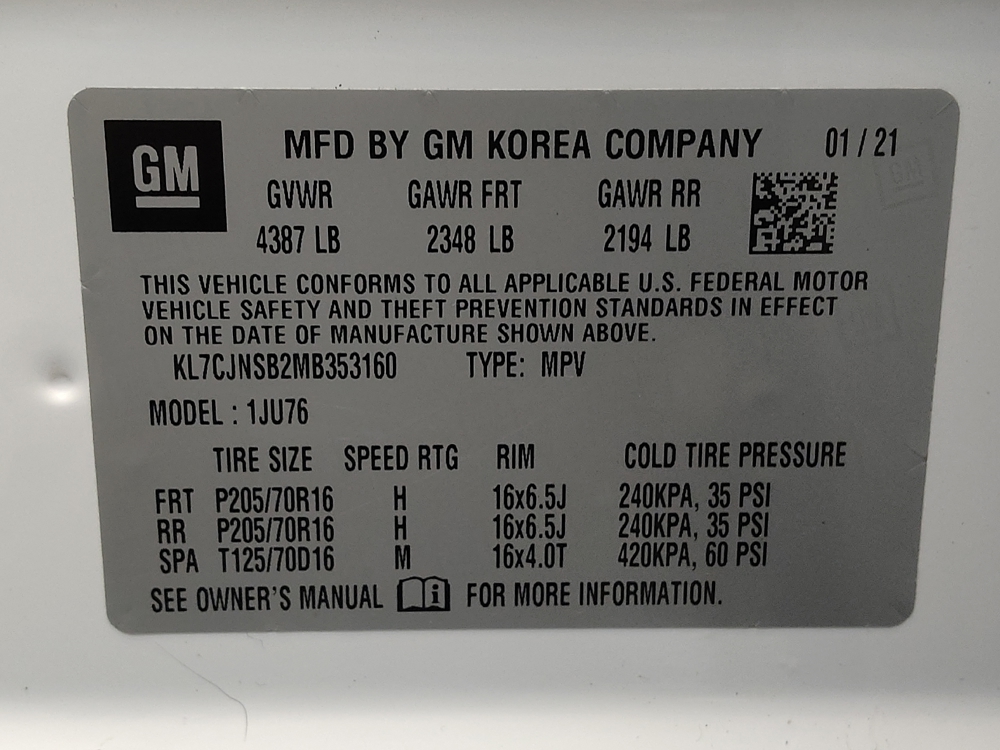 GM
MFD BY GM KOREA COMPANY 01 / 21
GVWR GAWR FRT GAWR RR
4387 LB 2348 LB 2194 LB
THIS VEHICLE CONFORMS TO ALL APPLICABLE U.S. FEDERAL MOTOR
VEHICLE SAFETY AND THEFT PREVENTION STANDARDS IN EFFECT
ON THE DATE OF MANUFACTURE SHOWN ABOVE.
KL7CJNSB2MB353160 TYPE: MPV
MODEL : 1JU76
TIRE SIZE SPEED RTG RIM COLD TIRE PRESSURE
FRT P205/70R16 H 16x6.5J 240KPA, 35 PSI
RR P205/70R16 H 16x6.5J 240KPA, 35 PSI
SPA T125/70D16 M 16x4.0T 420KPA, 60 PSI
SEE OWNER'S MANUAL i FOR MORE INFORMATION.